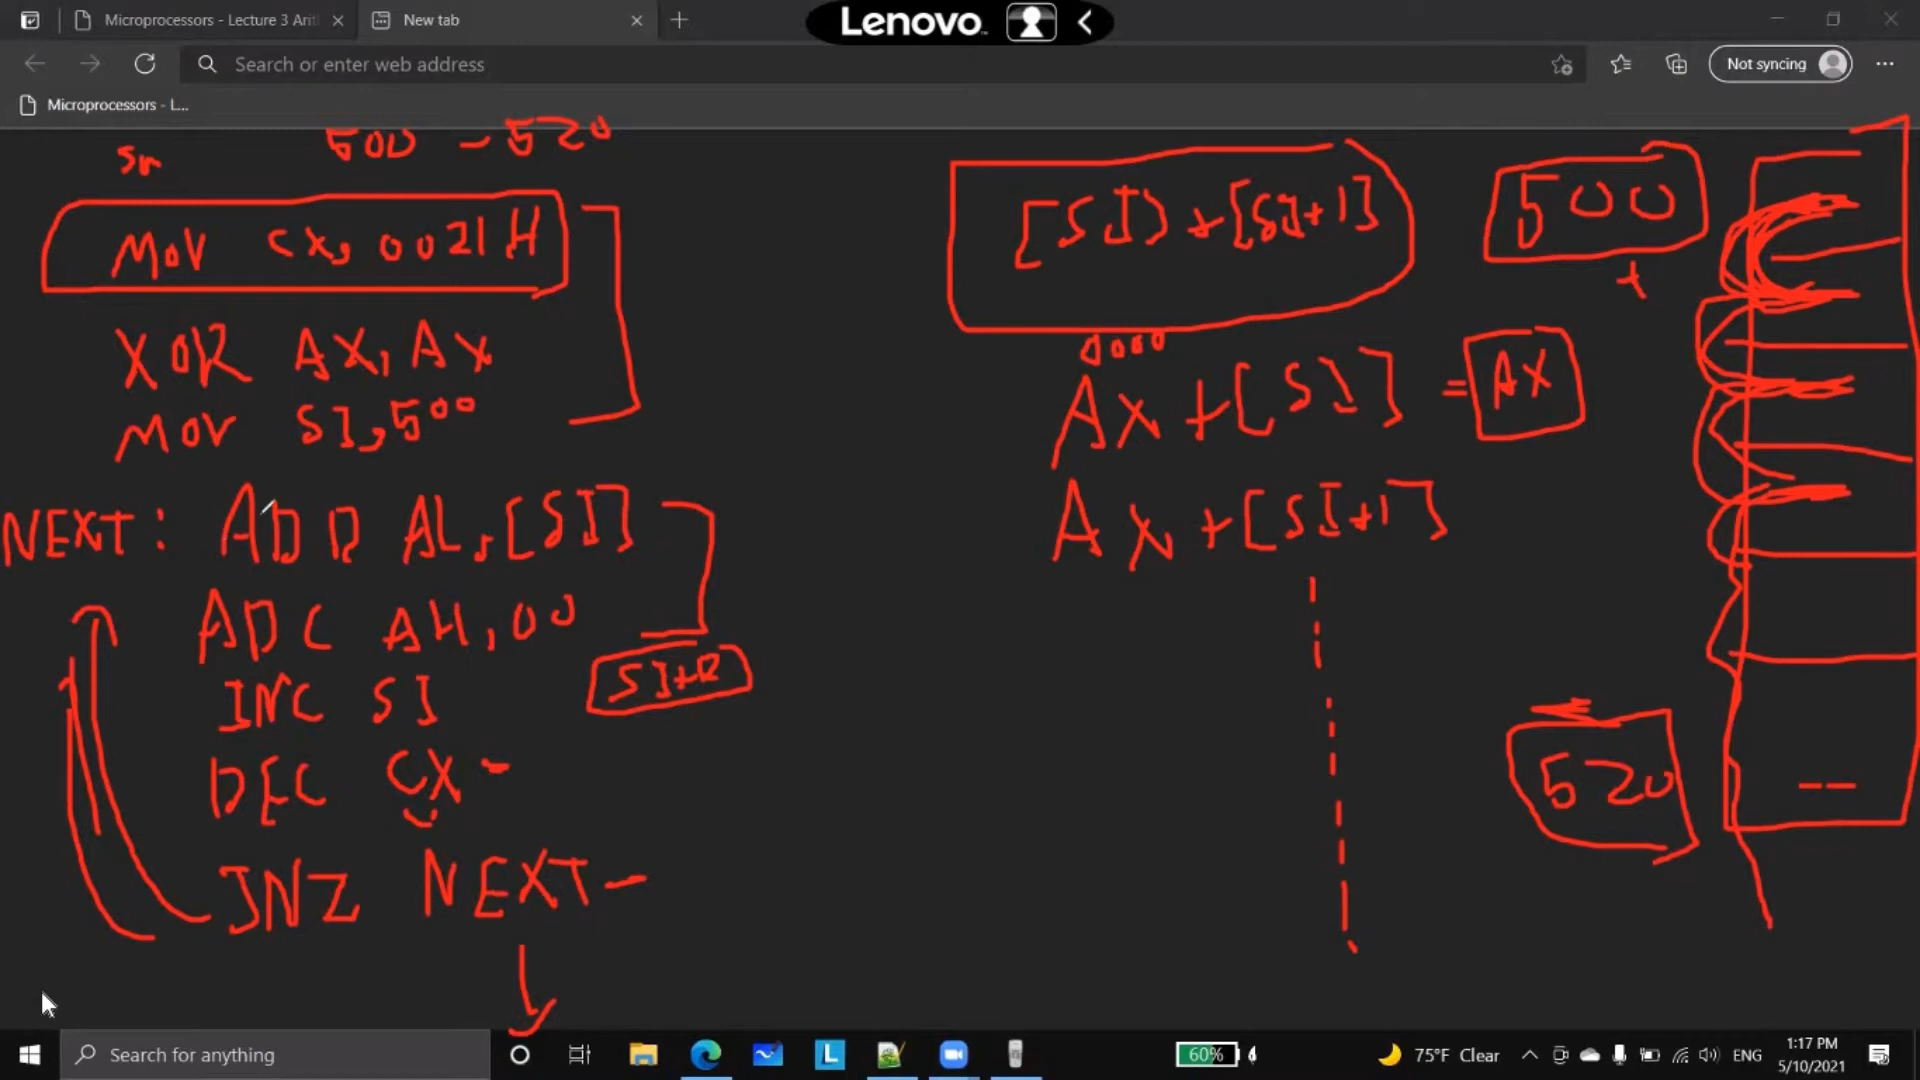 Microprocessors - Lecture 3 Arit
New tab
Lenovo
Search or enter web address
Not syncing
Microprocessors - L...
500 - 520
MOV CX, 0021H
XOR AX, AX
MOV SI, 500
NEXT: ADD AL, [SI]
ADC AH, 00
INC SI
SI+2
DEC CX
JNZ NEXT
[SI] + [SI+1]
0000
AX + [SI] = AX
AX + [SI+1]
500
+
520
Search for anything
L
60%
75°F Clear
ENG
1:17 PM
5/10/2021